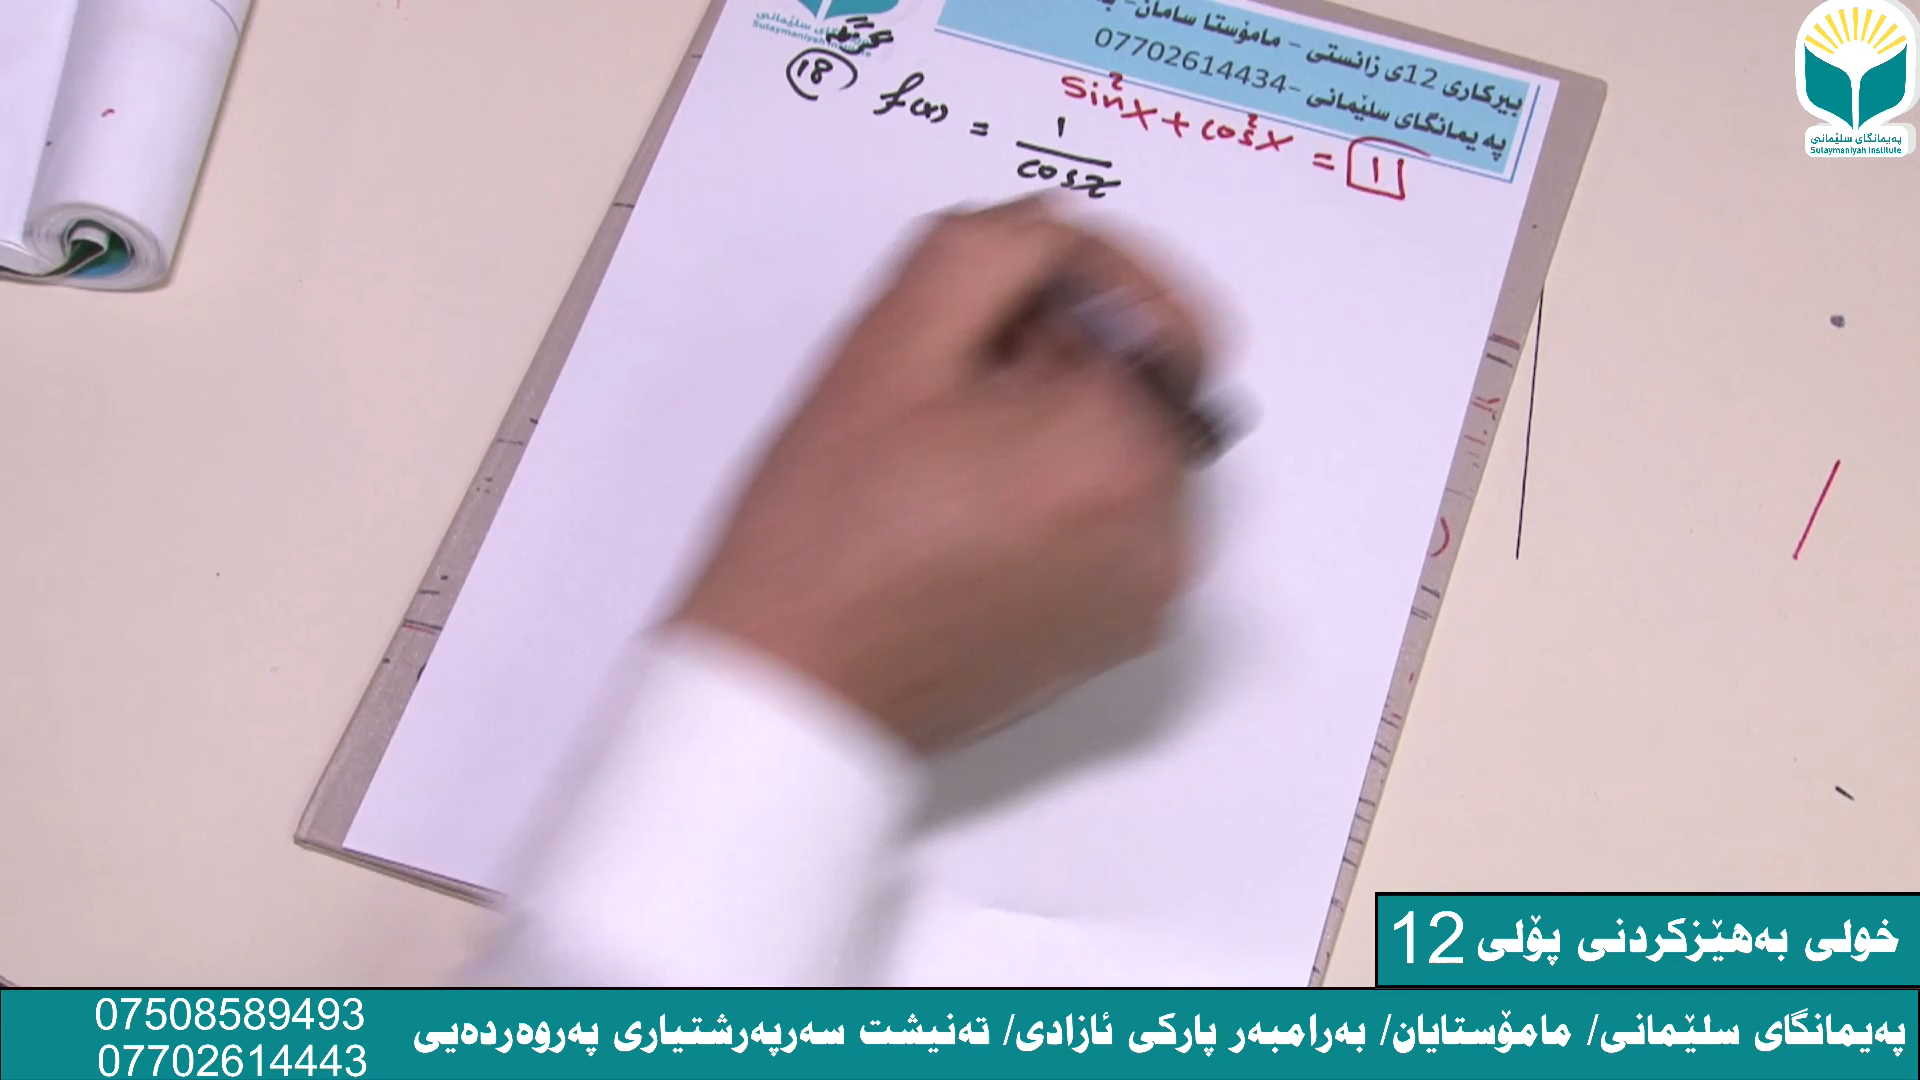 بیرکاری 12ی زانستی – مامۆستا سامان-
پەیمانگای سلێمانی -07702614434
sin²x + cos²x = 1
18 f(x) = 1/cosx
پەیمانگای سلێمانی
Sulaymaniyah Institute
خولی بەهێزکردنی پۆلی 12
پەیمانگای سلێمانی/ مامۆستایان/ بەرامبەر پارکی ئازادی/ تەنیشت سەرپەرشتیاری پەروەردەیی
07508589493
07702614443